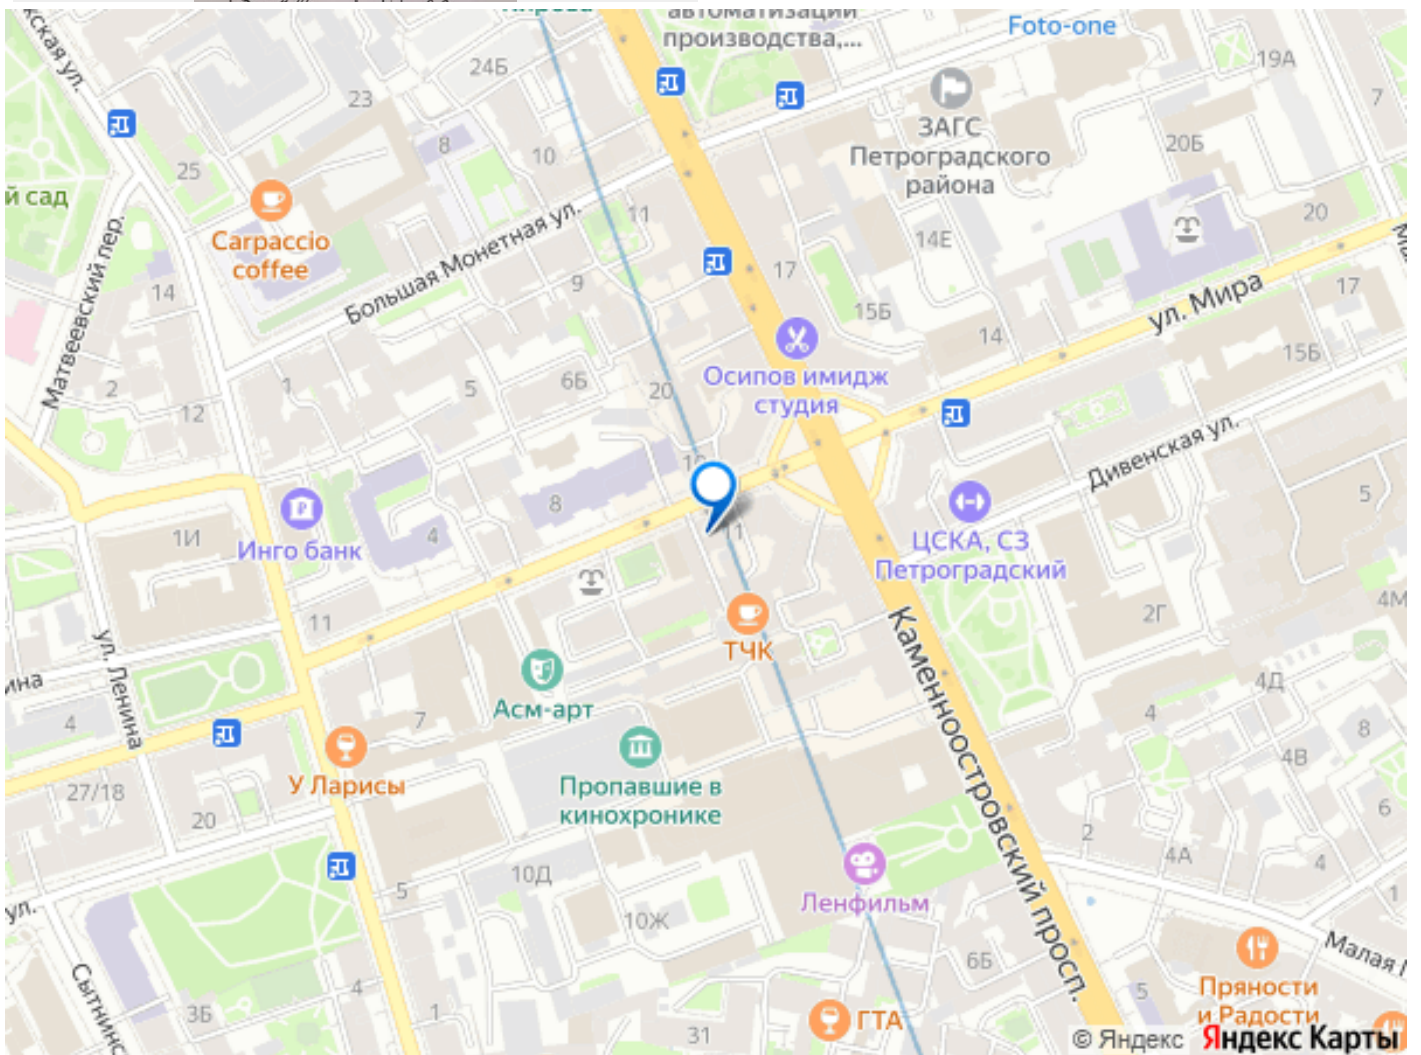 автоматизации
производства,...
Foto-one
24Б
19А
23
7
ЗАГС
Петроградского
района
8
10
20Б
25
й сад
Carpaccio
coffee
Большая Монетная ул.
11
20
14Е
Матвеевский пер.
14
9
17
15Б
ул. Мира
17
14
15Б
2
1
5
6Б
20
Осипов имидж
студия
12
Дивенская ул.
8
5
1И
Инго банк
4
11
ЦСКА, СЗ
Петроградский
11
ТЧК
2Г
4М
ул. Ленина
Каменноостровский просп.
4
7
Асм-арт
4Д
4
8
У Ларисы
Пропавшие в
кинохронике
4В
27/18
20
6
2
4А
4
5
10Д
Ленфильм
1
ул.
10Ж
6Б
Малая
Сытнинс
4
Пряности
и Радости
5
3Б
1
31
ГТА
© Яндекс Яндекс Карты